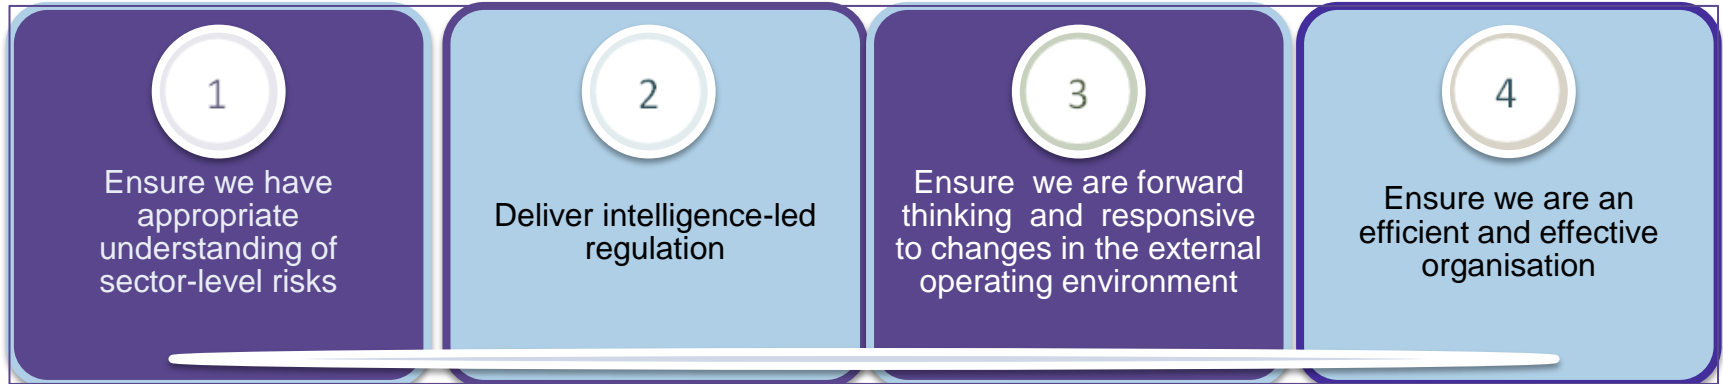 1
Ensure we have
appropriate
understanding of
sector-level risks
2
Deliver intelligence-led
regulation
3
Ensure we are forward
thinking and responsive
to changes in the external
operating environment
4
Ensure we are an
efficient and effective
organisation